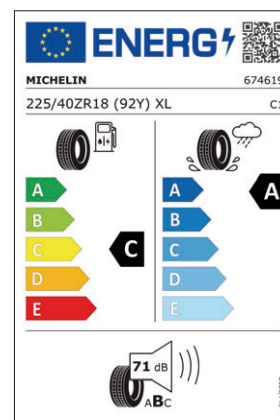 ENERG
MICHELIN 674619
225/40ZR18 (92Y) XL C1
A A A
B B
C C C
D D
E E
71 dB
ABC